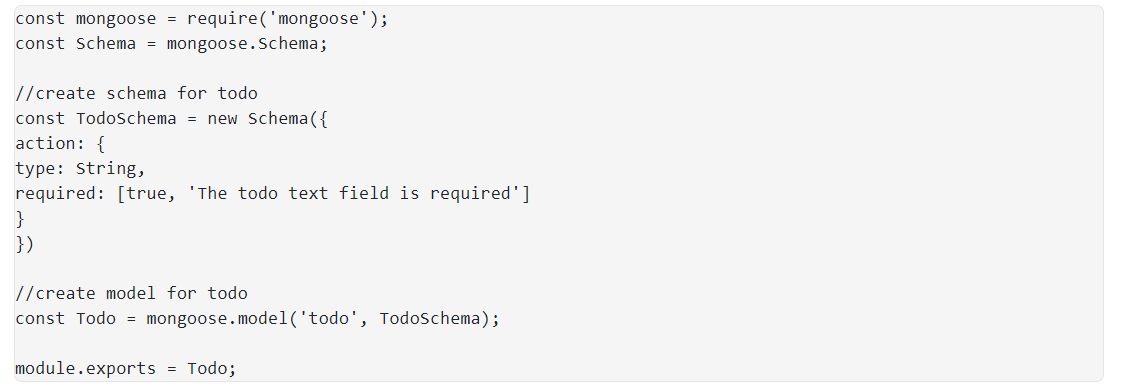 const mongoose = require('mongoose');
const Schema = mongoose.Schema;

//create schema for todo
const TodoSchema = new Schema({
action: {
type: String,
required: [true, 'The todo text field is required']
}
})

//create model for todo
const Todo = mongoose.model('todo', TodoSchema);

module.exports = Todo;